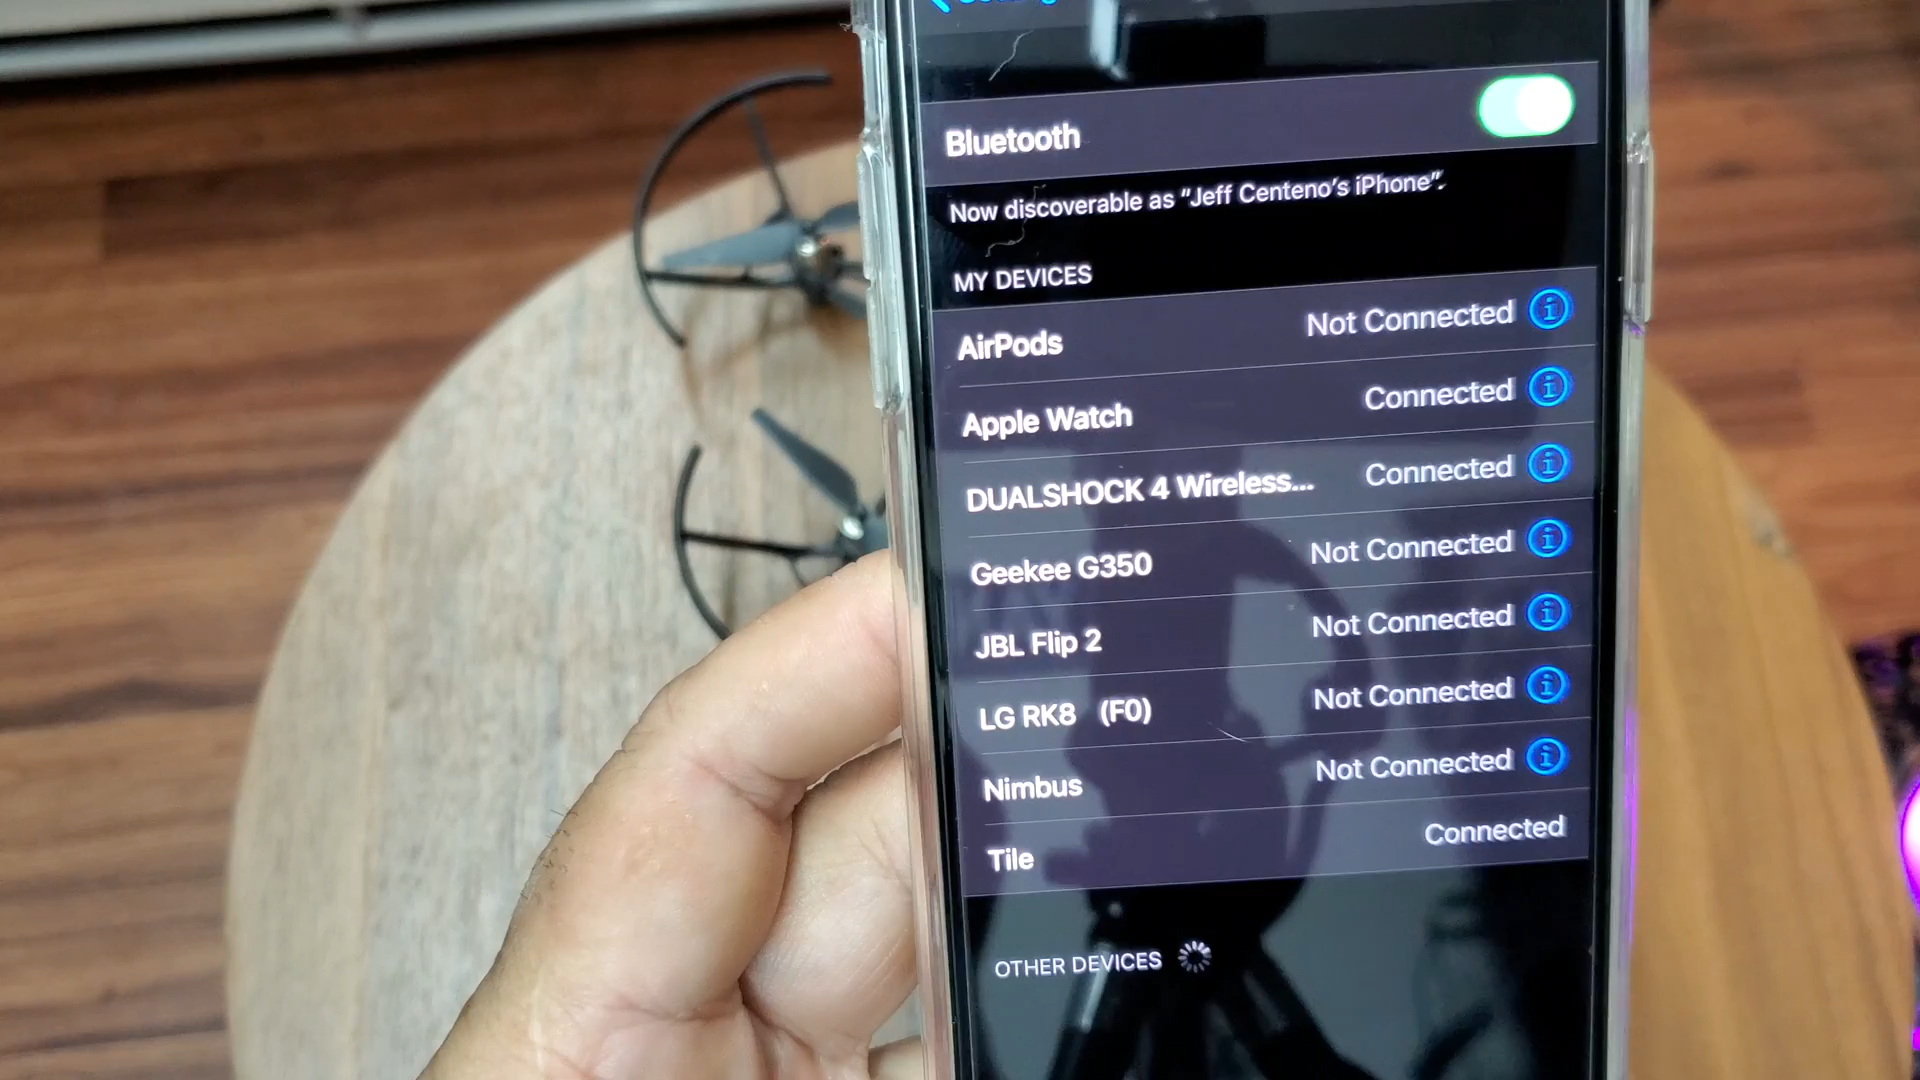 Bluetooth
Now discoverable as "Jeff Centeno's iPhone".
MY DEVICES
AirPods Not Connected
Apple Watch Connected
DUALSHOCK 4 Wireless... Connected
Geekee G350 Not Connected
JBL Flip 2 Not Connected
LG RK8 (F0) Not Connected
Nimbus Not Connected
Tile Connected
OTHER DEVICES